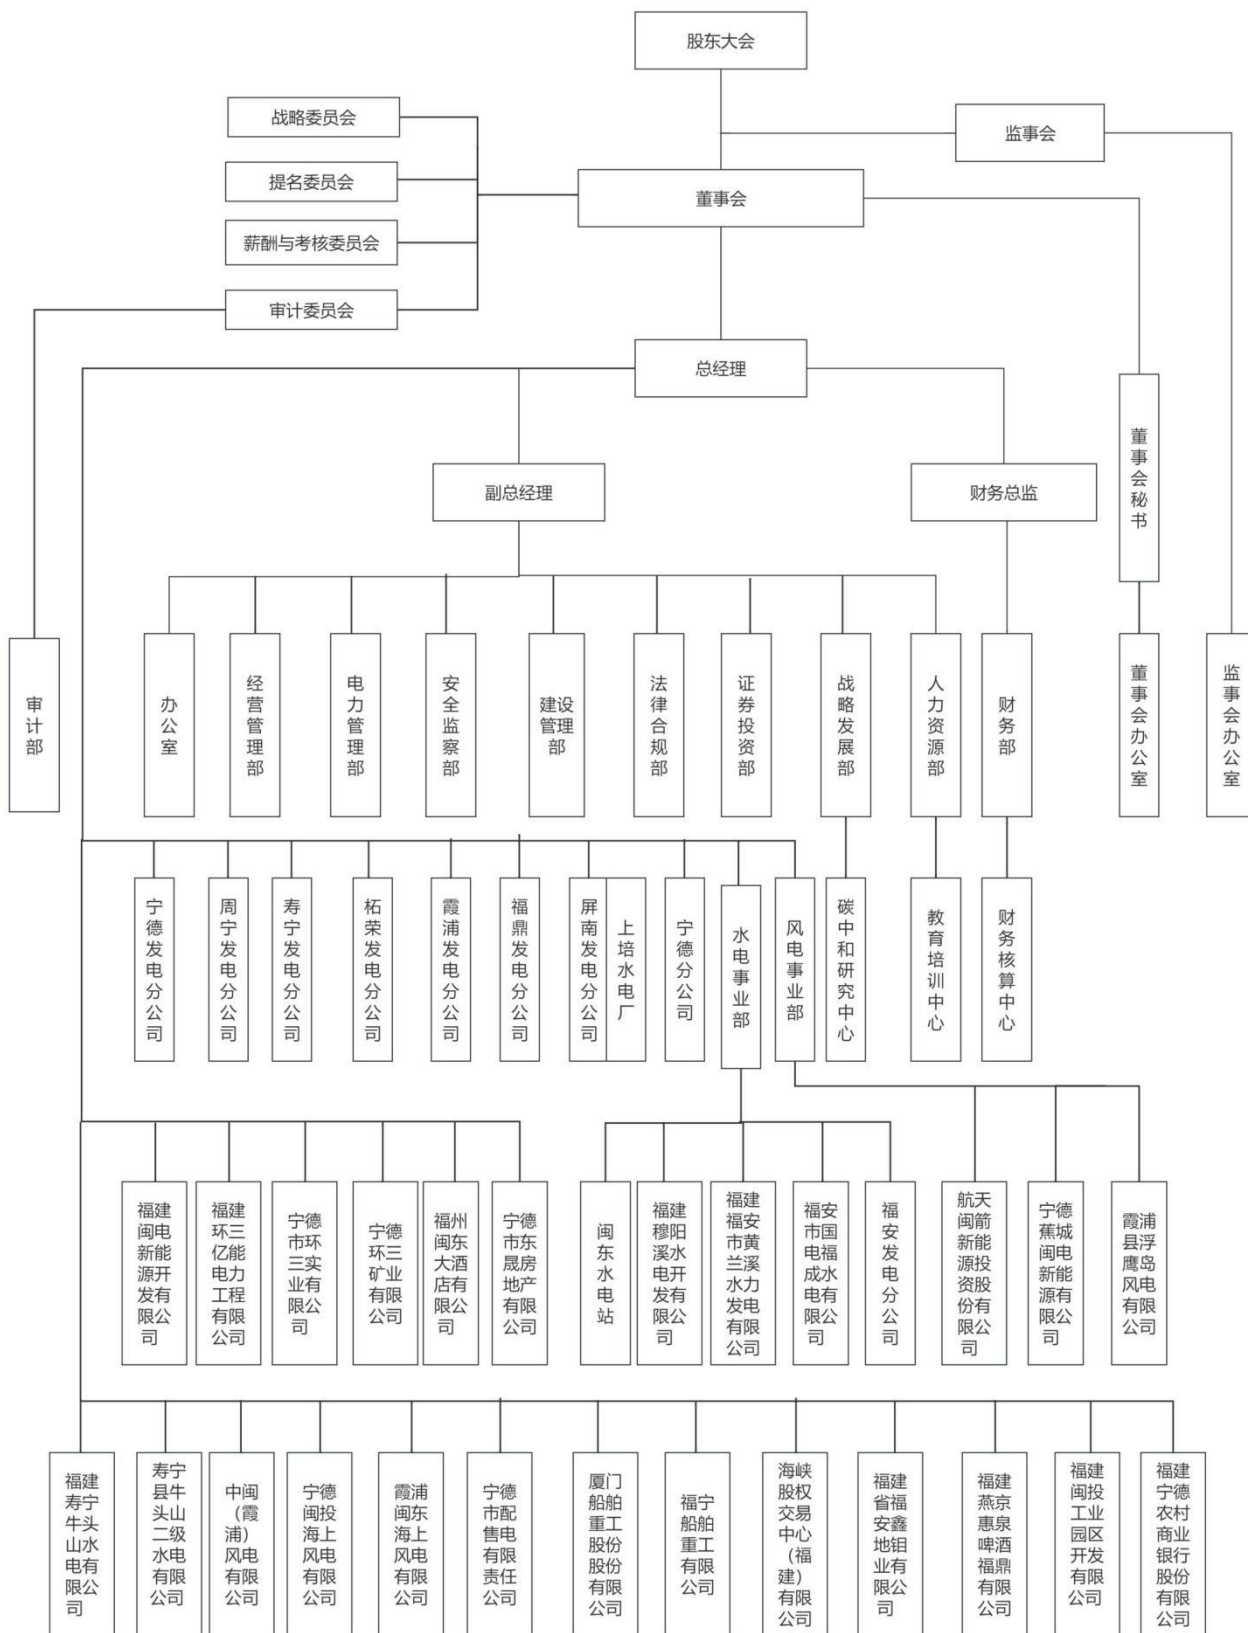 股东大会
战略委员会
监事会
提名委员会
董事会
薪酬与考核委员会
审计委员会
总经理
董事会秘书
副总经理
财务总监
审计部
办公室
经营管理部
电力管理部
安全监察部
建设管理部
法律合规部
证券投资部
战略发展部
人力资源部
财务部
董事会办公室
监事会办公室
宁德发电分公司
周宁发电分公司
寿宁发电分公司
柘荣发电分公司
霞浦发电分公司
福鼎发电分公司
屏南发电分公司
上培水电厂
宁德分公司
水电事业部
风电事业部
碳中和研究中心
教育培训中心
财务核算中心
福建闽电新能源开发有限公司
福建环三亿能电力工程有限公司
宁德市环三实业有限公司
宁德环三矿业有限公司
福州闽东大酒店有限公司
宁德市东晟房地产有限公司
闽东水电站
福建穆阳溪水电开发有限公司
福建福安市黄兰溪水力发电有限公司
福安市国电福成水电有限公司
福安发电分公司
航天闽箭新能源投资股份有限公司
宁德蕉城闽电新能源有限公司
霞浦县浮鹰岛风电有限公司
福建寿宁牛头山水电有限公司
寿宁县牛头山二级水电有限公司
中闽（霞浦）风电有限公司
宁德闽投海上风电有限公司
霞浦闽东海上风电有限公司
宁德市配售电有限责任公司
厦门船舶重工股份有限公司
福宁船舶重工有限公司
海峡股权交易中心（福建）有限公司
福建省福安鑫地钼业有限公司
福建燕京惠泉啤酒福鼎有限公司
福建闽投工业园区开发有限公司
福建宁德农村商业银行股份有限公司